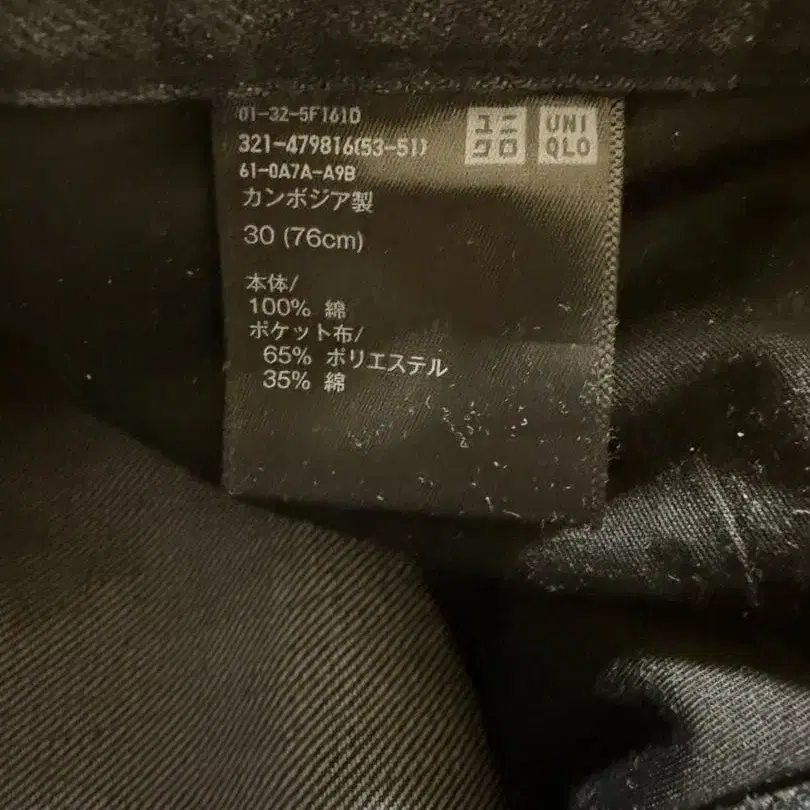 01-32-5F161D
321-479816(53-51)
61-0A7A-A9B
カンボジア製
30 (76cm)
本体/
100% 綿
ポケット布/
65% ポリエステル
35% 綿
ユニ
クロ
UNI
QLO